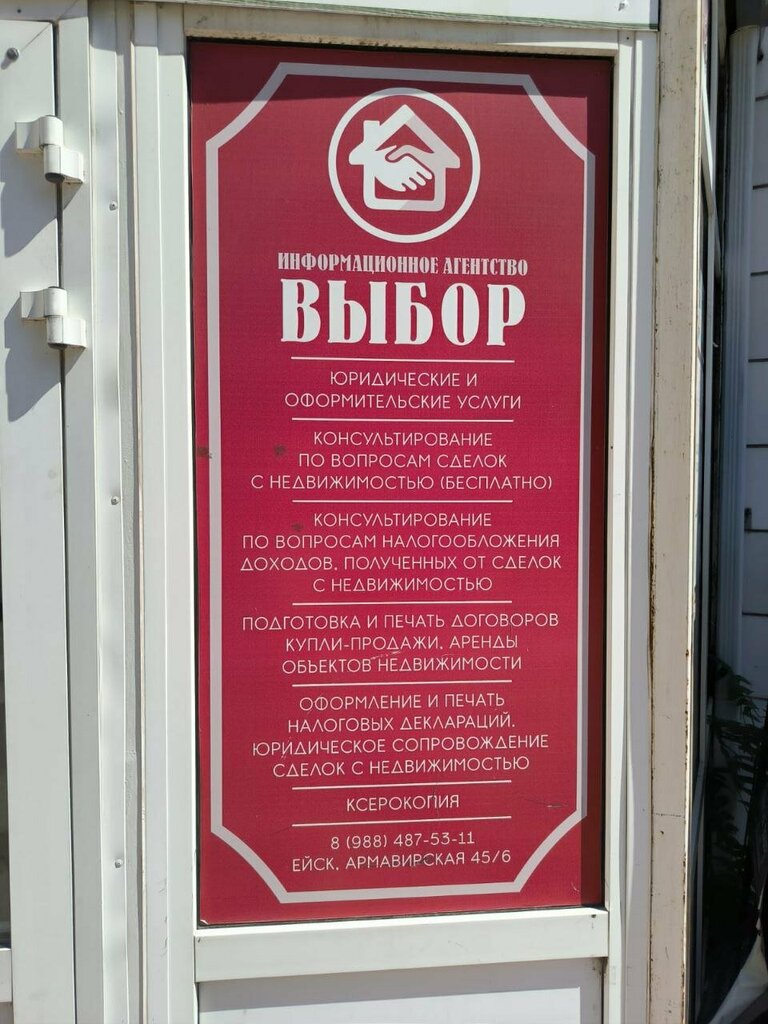 ИНФОРМАЦИОННОЕ АГЕНТСТВО
ВЫБОР
ЮРИДИЧЕСКИЕ И
ОФОРМИТЕЛЬСКИЕ УСЛУГИ
КОНСУЛЬТИРОВАНИЕ
ПО ВОПРОСАМ СДЕЛОК
С НЕДВИЖИМОСТЬЮ (БЕСПЛАТНО)
КОНСУЛЬТИРОВАНИЕ
ПО ВОПРОСАМ НАЛОГООБЛОЖЕНИЯ
ДОХОДОВ, ПОЛУЧЕННЫХ ОТ СДЕЛОК
С НЕДВИЖИМОСТЬЮ
ПОДГОТОВКА И ПЕЧАТЬ ДОГОВОРОВ
КУПЛИ-ПРОДАЖИ, АРЕНДЫ
ОБЪЕКТОВ НЕДВИЖИМОСТИ
ОФОРМЛЕНИЕ И ПЕЧАТЬ
НАЛОГОВЫХ ДЕКЛАРАЦИЙ.
ЮРИДИЧЕСКОЕ СОПРОВОЖДЕНИЕ
СДЕЛОК С НЕДВИЖИМОСТЬЮ
КСЕРОКОПИЯ
8 (988) 487-53-11
ЕЙСК, АРМАВИРСКАЯ 45/6